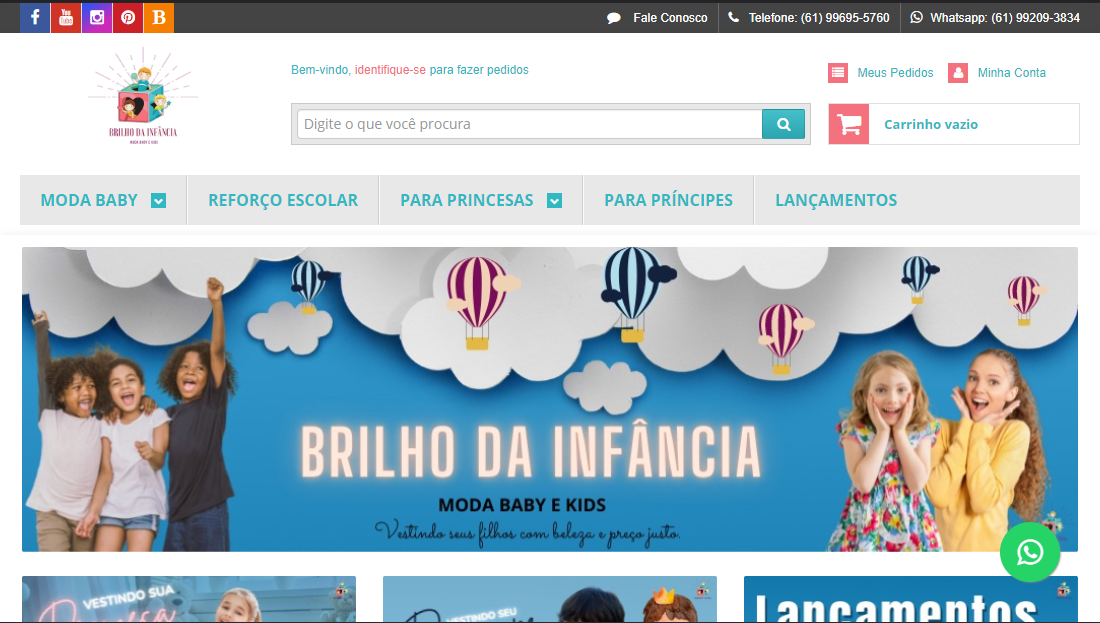 f You Tube B
Fale Conosco
Telefone: (61) 99695-5760
Whatsapp: (61) 99209-3834
BRILHO DA INFÂNCIA
MODA BABY E KIDS
Bem-vindo, identifique-se para fazer pedidos
Meus Pedidos
Minha Conta
Digite o que você procura
Carrinho vazio
MODA BABY
REFORÇO ESCOLAR
PARA PRINCESAS
PARA PRÍNCIPES
LANÇAMENTOS
BRILHO DA INFÂNCIA
MODA BABY E KIDS
Vestindo seus filhos com beleza e preço justo.
VESTINDO SUA
VESTINDO SEU
Lançamentos